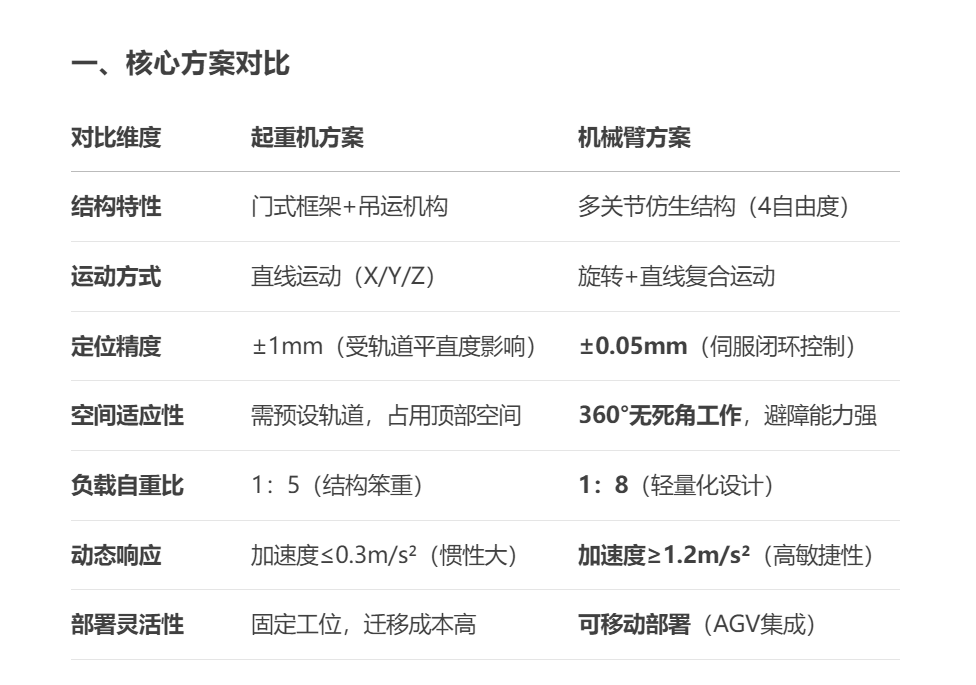 一、核心方案对比
对比维度 起重机方案 机械臂方案
结构特性 门式框架+吊运机构 多关节仿生结构（4自由度）
运动方式 直线运动（X/Y/Z） 旋转+直线复合运动
定位精度 ±1mm（受轨道平直度影响） ±0.05mm（伺服闭环控制）
空间适应性 需预设轨道，占用顶部空间 360°无死角工作，避障能力强
负载自重比 1：5（结构笨重） 1：8（轻量化设计）
动态响应 加速度≤0.3m/s²（惯性大） 加速度≥1.2m/s²（高敏捷性）
部署灵活性 固定工位，迁移成本高 可移动部署（AGV集成）